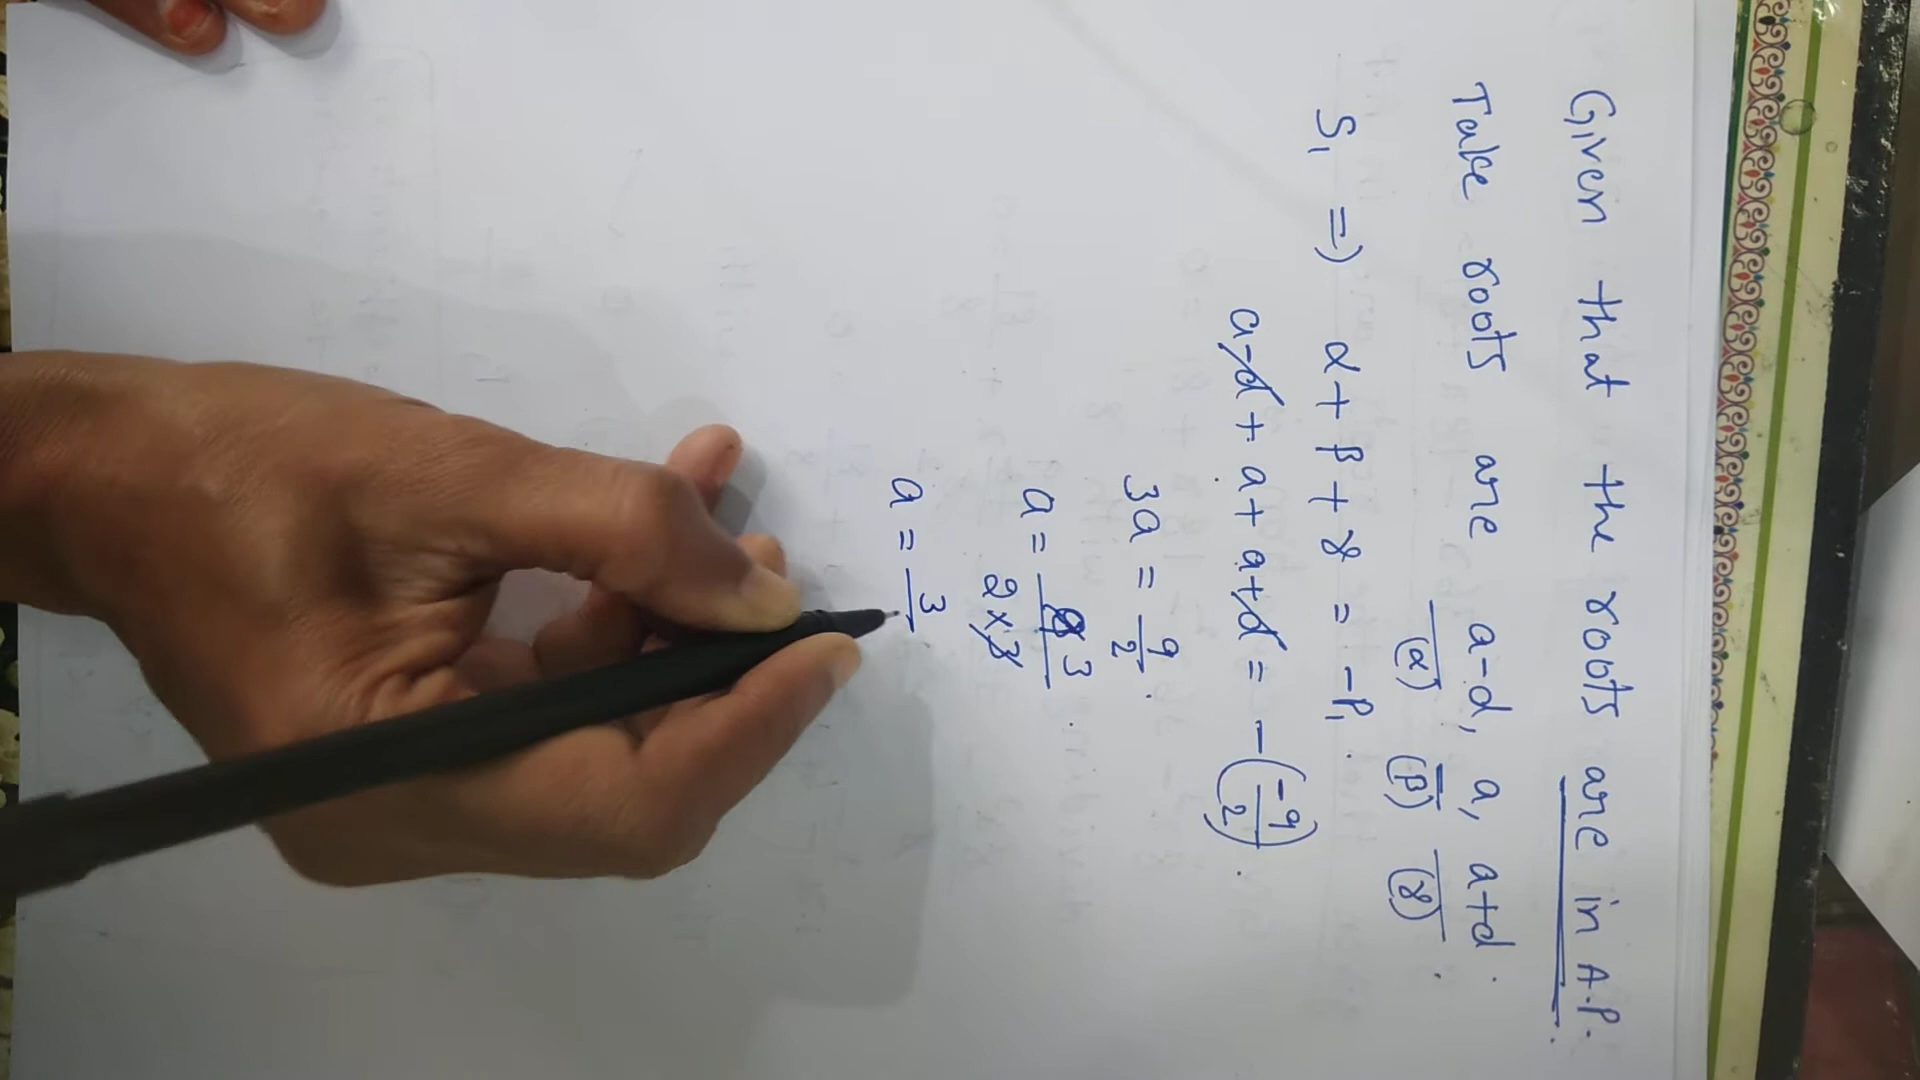 Given that the roots are in A.P.
Take roots are a-d, a, a+d.
(α) (β) (γ)
S₁ ⇒ α + β + γ = -P₁.
a-d + a + a+d = -(-9/2).
3a = 9/2.
a = 9 3/2×3
a = 3/